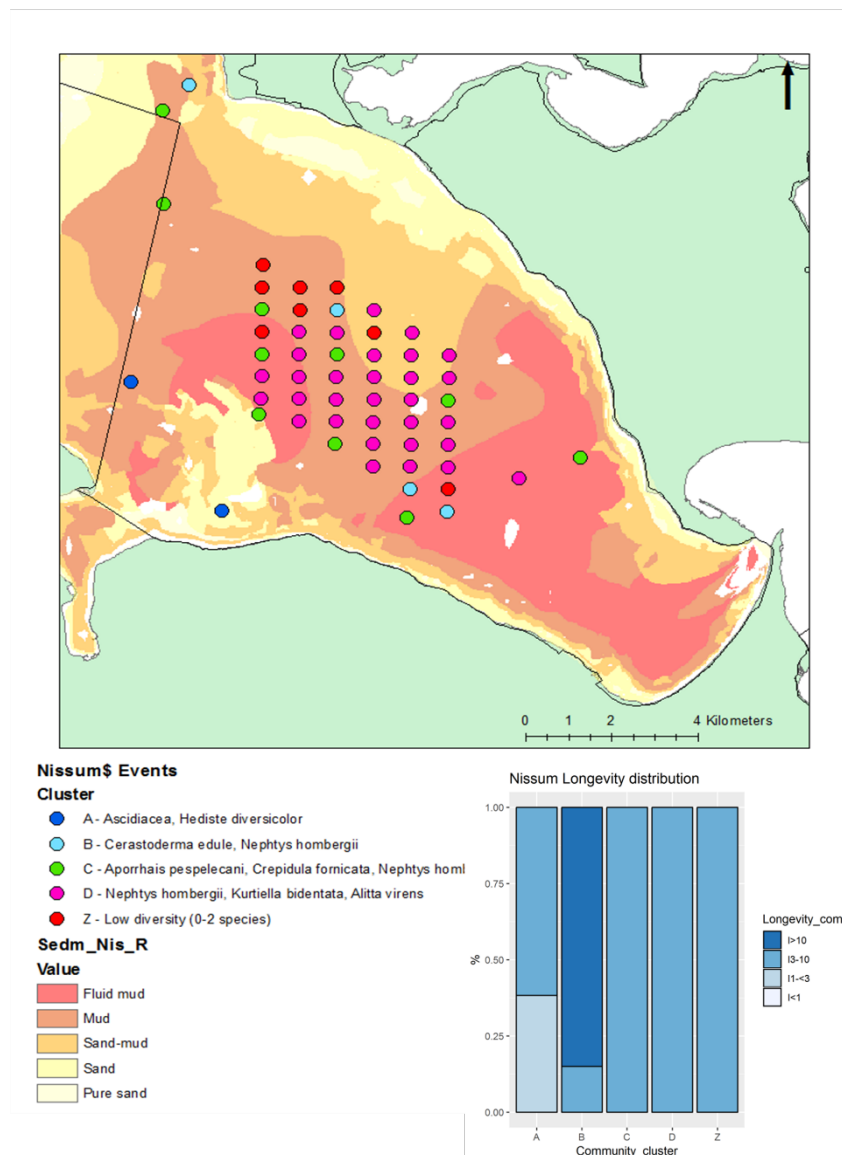 0 1 2 4 Kilometers
Nissum$ Events
Cluster
A - Ascidiacea, Hediste diversicolor
B - Cerastoderma edule, Nephtys hombergii
C - Aporrhais pespelecani, Crepidula fornicata, Nephtys homl
D - Nephtys hombergii, Kurtiella bidentata, Alitta virens
Z - Low diversity (0-2 species)
Sedm_Nis_R
Value
Fluid mud
Mud
Sand-mud
Sand
Pure sand
Nissum Longevity distribution
1.00
0.75
0.50
0.25
0.00
%
A B C D Z
Community_cluster
Longevity_com
l>10
l3-10
l1-<3
l<1